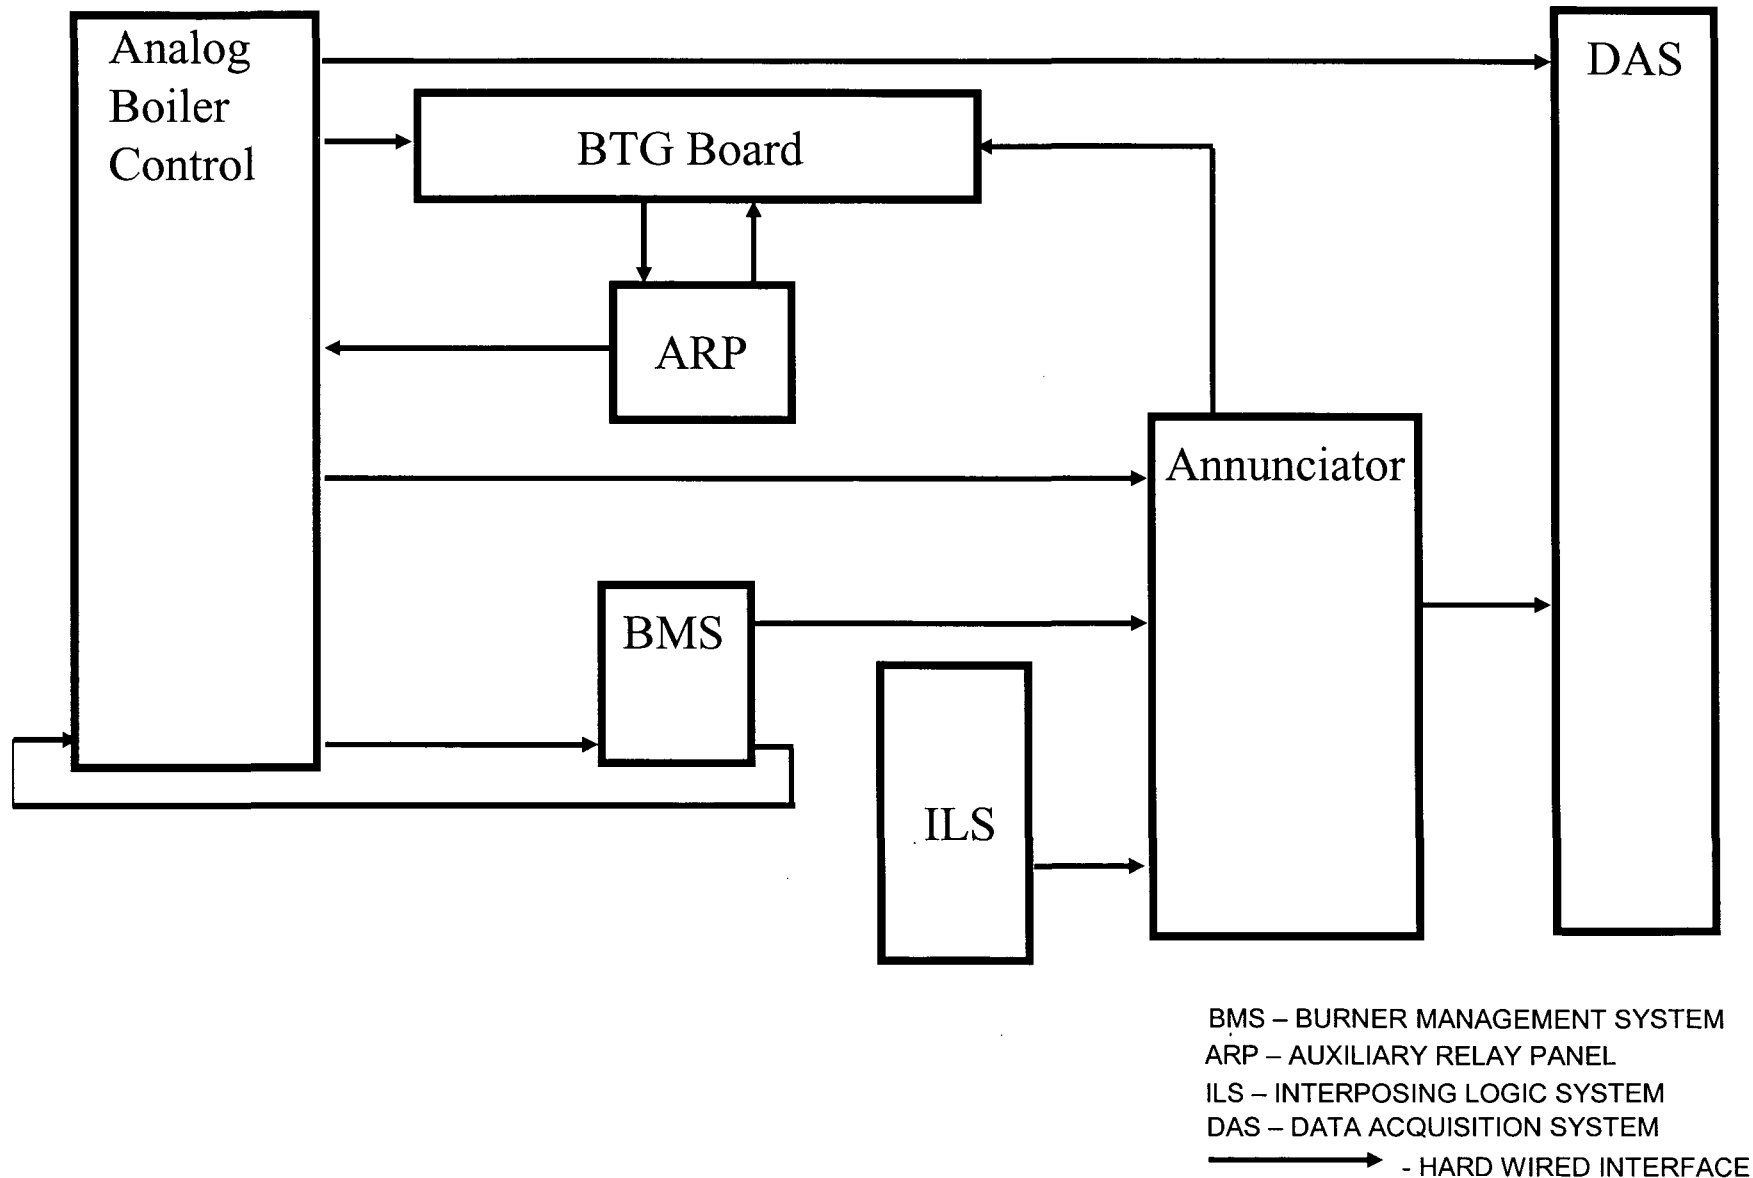 Analog
Boiler
Control
DAS
BTG Board
ARP
Annunciator
BMS
ILS
BMS – BURNER MANAGEMENT SYSTEM
ARP – AUXILIARY RELAY PANEL
ILS – INTERPOSING LOGIC SYSTEM
DAS – DATA ACQUISITION SYSTEM
- HARD WIRED INTERFACE